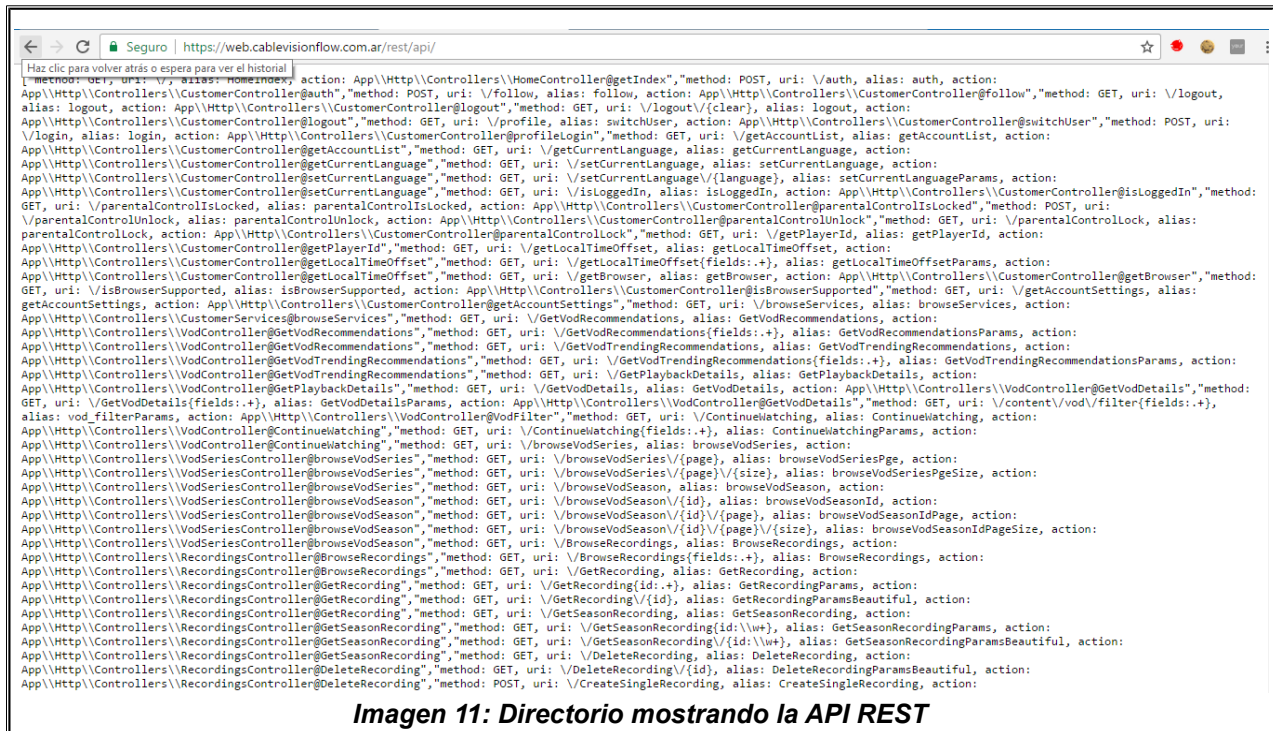 Seguro | https://web.cablevisionflow.com.ar/rest/api/
Haz clic para volver atrás o espera para ver el historial
["method: GET, uri: \/, alias: HomeIndex, action: App\\Http\\Controllers\\HomeController@getIndex","method: POST, uri: \/auth, alias: auth, action:
App\\Http\\Controllers\\CustomerController@auth","method: POST, uri: \/follow, alias: follow, action: App\\Http\\Controllers\\CustomerController@follow","method: GET, uri: \/logout,
alias: logout, action: App\\Http\\Controllers\\CustomerController@logout","method: GET, uri: \/logout\/{clear}, alias: logout, action:
App\\Http\\Controllers\\CustomerController@logout","method: GET, uri: \/profile, alias: switchUser, action: App\\Http\\Controllers\\CustomerController@switchUser","method: POST, uri:
\/login, alias: login, action: App\\Http\\Controllers\\CustomerController@profileLogin","method: GET, uri: \/getAccountList, alias: getAccountList, action:
App\\Http\\Controllers\\CustomerController@getAccountList","method: GET, uri: \/getCurrentLanguage, alias: getCurrentLanguage, action:
App\\Http\\Controllers\\CustomerController@getCurrentLanguage","method: GET, uri: \/setCurrentLanguage, alias: setCurrentLanguage, action:
App\\Http\\Controllers\\CustomerController@setCurrentLanguage","method: GET, uri: \/setCurrentLanguage\/{language}, alias: setCurrentLanguageParams, action:
App\\Http\\Controllers\\CustomerController@setCurrentLanguage","method: GET, uri: \/isLoggedIn, alias: isLoggedIn, action: App\\Http\\Controllers\\CustomerController@isLoggedIn","method:
GET, uri: \/parentalControlIsLocked, alias: parentalControlIsLocked, action: App\\Http\\Controllers\\CustomerController@parentalControlIsLocked","method: POST, uri:
\/parentalControlUnlock, alias: parentalControlUnlock, action: App\\Http\\Controllers\\CustomerController@parentalControlUnlock","method: GET, uri: \/parentalControlLock, alias:
parentalControlLock, action: App\\Http\\Controllers\\CustomerController@parentalControlLock","method: GET, uri: \/getPlayerId, alias: getPlayerId, action:
App\\Http\\Controllers\\CustomerController@getPlayerId","method: GET, uri: \/getLocalTimeOffset, alias: getLocalTimeOffset, action:
App\\Http\\Controllers\\CustomerController@getLocalTimeOffset","method: GET, uri: \/getLocalTimeOffset{fields:.+}, alias: getLocalTimeOffsetParams, action:
App\\Http\\Controllers\\CustomerController@getLocalTimeOffset","method: GET, uri: \/getBrowser, alias: getBrowser, action: App\\Http\\Controllers\\CustomerController@getBrowser","method:
GET, uri: \/isBrowserSupported, alias: isBrowserSupported, action: App\\Http\\Controllers\\CustomerController@isBrowserSupported","method: GET, uri: \/getAccountSettings, alias:
getAccountSettings, action: App\\Http\\Controllers\\CustomerController@getAccountSettings","method: GET, uri: \/browseServices, alias: browseServices, action:
App\\Http\\Controllers\\CustomerServices@browseServices","method: GET, uri: \/GetVodRecommendations, alias: GetVodRecommendations, action:
App\\Http\\Controllers\\VodController@GetVodRecommendations","method: GET, uri: \/GetVodRecommendations{fields:.+}, alias: GetVodRecommendationsParams, action:
App\\Http\\Controllers\\VodController@GetVodRecommendations","method: GET, uri: \/GetVodTrendingRecommendations, alias: GetVodTrendingRecommendations, action:
App\\Http\\Controllers\\VodController@GetVodTrendingRecommendations","method: GET, uri: \/GetVodTrendingRecommendations{fields:.+}, alias: GetVodTrendingRecommendationsParams, action:
App\\Http\\Controllers\\VodController@GetVodTrendingRecommendations","method: GET, uri: \/GetPlaybackDetails, alias: GetPlaybackDetails, action:
App\\Http\\Controllers\\VodController@GetPlaybackDetails","method: GET, uri: \/GetVodDetails, alias: GetVodDetails, action: App\\Http\\Controllers\\VodController@GetVodDetails","method:
GET, uri: \/GetVodDetails{fields:.+}, alias: GetVodDetailsParams, action: App\\Http\\Controllers\\VodController@GetVodDetails","method: GET, uri: \/content\/vod\/filter{fields:.+},
alias: vod_filterParams, action: App\\Http\\Controllers\\VodController@VodFilter","method: GET, uri: \/ContinueWatching, alias: ContinueWatching, action:
App\\Http\\Controllers\\VodController@ContinueWatching","method: GET, uri: \/ContinueWatching{fields:.+}, alias: ContinueWatchingParams, action:
App\\Http\\Controllers\\VodController@ContinueWatching","method: GET, uri: \/browseVodSeries, alias: browseVodSeries, action:
App\\Http\\Controllers\\VodSeriesController@browseVodSeries","method: GET, uri: \/browseVodSeries\/{page}, alias: browseVodSeriesPge, action:
App\\Http\\Controllers\\VodSeriesController@browseVodSeries","method: GET, uri: \/browseVodSeries\/{page}\/{size}, alias: browseVodSeriesPgeSize, action:
App\\Http\\Controllers\\VodSeriesController@browseVodSeries","method: GET, uri: \/browseVodSeason, alias: browseVodSeason, action:
App\\Http\\Controllers\\VodSeriesController@browseVodSeason","method: GET, uri: \/browseVodSeason\/{id}, alias: browseVodSeasonId, action:
App\\Http\\Controllers\\VodSeriesController@browseVodSeason","method: GET, uri: \/browseVodSeason\/{id}\/{page}, alias: browseVodSeasonIdPage, action:
App\\Http\\Controllers\\VodSeriesController@browseVodSeason","method: GET, uri: \/browseVodSeason\/{id}\/{page}\/{size}, alias: browseVodSeasonIdPageSize, action:
App\\Http\\Controllers\\VodSeriesController@browseVodSeason","method: GET, uri: \/BrowseRecordings, alias: BrowseRecordings, action:
App\\Http\\Controllers\\RecordingsController@BrowseRecordings","method: GET, uri: \/BrowseRecordings{fields:.+}, alias: BrowseRecordings, action:
App\\Http\\Controllers\\RecordingsController@BrowseRecordings","method: GET, uri: \/GetRecording, alias: GetRecording, action:
App\\Http\\Controllers\\RecordingsController@GetRecording","method: GET, uri: \/GetRecording{id:.+}, alias: GetRecordingParams, action:
App\\Http\\Controllers\\RecordingsController@GetRecording","method: GET, uri: \/GetRecording\/{id}, alias: GetRecordingParamsBeautiful, action:
App\\Http\\Controllers\\RecordingsController@GetRecording","method: GET, uri: \/GetSeasonRecording, alias: GetSeasonRecording, action:
App\\Http\\Controllers\\RecordingsController@GetSeasonRecording","method: GET, uri: \/GetSeasonRecording{id:\\w+}, alias: GetSeasonRecordingParams, action:
App\\Http\\Controllers\\RecordingsController@GetSeasonRecording","method: GET, uri: \/GetSeasonRecording\/{id:\\w+}, alias: GetSeasonRecordingParamsBeautiful, action:
App\\Http\\Controllers\\RecordingsController@GetSeasonRecording","method: GET, uri: \/DeleteRecording, alias: DeleteRecording, action:
App\\Http\\Controllers\\RecordingsController@DeleteRecording","method: GET, uri: \/DeleteRecording\/{id}, alias: DeleteRecordingParamsBeautiful, action:
App\\Http\\Controllers\\RecordingsController@DeleteRecording","method: POST, uri: \/CreateSingleRecording, alias: CreateSingleRecording, action:
Imagen 11: Directorio mostrando la API REST